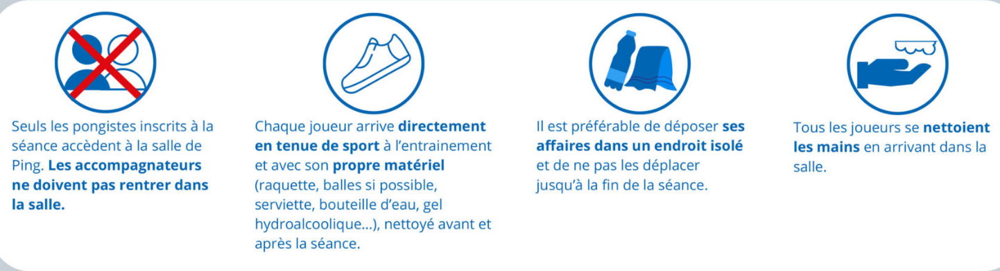 Seuls les pongistes inscrits à la
séance accèdent à la salle de
Ping. Les accompagnateurs
ne doivent pas rentrer dans
la salle.
Chaque joueur arrive directement
en tenue de sport à l'entrainement
et avec son propre matériel
(raquette, balles si possible,
serviette, bouteille d'eau, gel
hydroalcoolique...), nettoyé avant et
après la séance.
Il est préférable de déposer ses
affaires dans un endroit isolé
et de ne pas les déplacer
jusqu'à la fin de la séance.
Tous les joueurs se nettoient
les mains en arrivant dans la
salle.